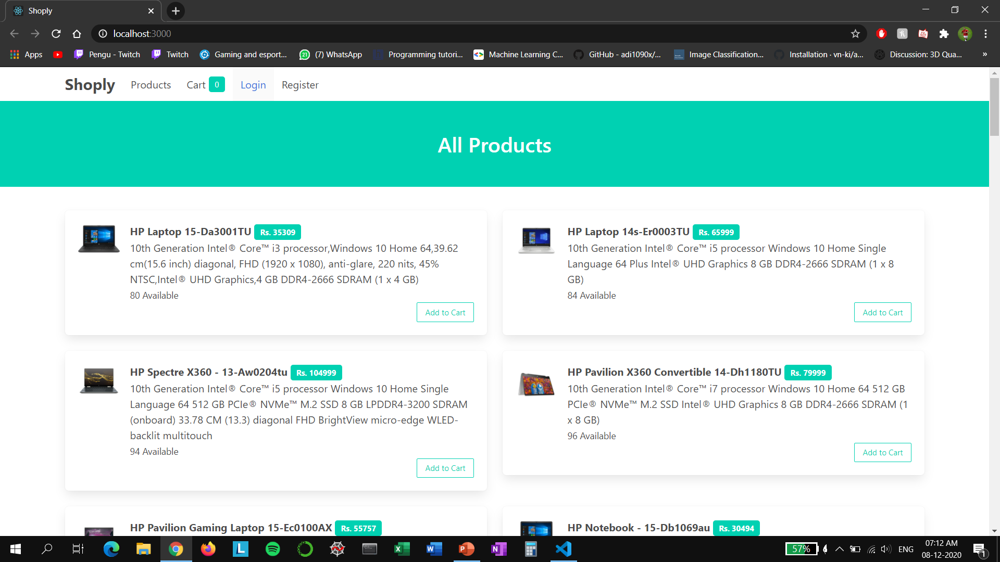 Shoply
localhost:3000
Apps
Pengu - Twitch
Twitch
Gaming and esport...
21
(7) WhatsApp
Programming tutori...
Machine Learning C...
GitHub - adi1090x/...
Image Classification...
Installation · vn-ki/a...
Discussion: 3D Qua...
»
Shoply Products Cart 0 Login Register
All Products
HP Laptop 15-Da3001TU Rs. 35309
10th Generation Intel® Core™ i3 processor,Windows 10 Home 64,39.62
cm(15.6 inch) diagonal, FHD (1920 x 1080), anti-glare, 220 nits, 45%
NTSC,Intel® UHD Graphics,4 GB DDR4-2666 SDRAM (1 x 4 GB)
80 Available
Add to Cart
HP Laptop 14s-Er0003TU Rs. 65999
10th Generation Intel® Core™ i5 processor Windows 10 Home Single
Language 64 Plus Intel® UHD Graphics 8 GB DDR4-2666 SDRAM (1 x 8
GB)
84 Available
Add to Cart
HP Spectre X360 - 13-Aw0204tu Rs. 104999
10th Generation Intel® Core™ i5 processor Windows 10 Home Single
Language 64 512 GB PCIe® NVMe™ M.2 SSD 8 GB LPDDR4-3200 SDRAM
(onboard) 33.78 CM (13.3) diagonal FHD BrightView micro-edge WLED-
backlit multitouch
94 Available
Add to Cart
HP Pavilion X360 Convertible 14-Dh1180TU Rs. 79999
10th Generation Intel® Core™ i7 processor Windows 10 Home 64 512 GB
PCIe® NVMe™ M.2 SSD Intel® UHD Graphics 8 GB DDR4-2666 SDRAM (1
x 8 GB)
96 Available
Add to Cart
HP Pavilion Gaming Laptop 15-Ec0100AX Rs. 55757
HP Notebook - 15-Db1069au Rs. 30494
57%
ENG
07:12 AM
08-12-2020
1